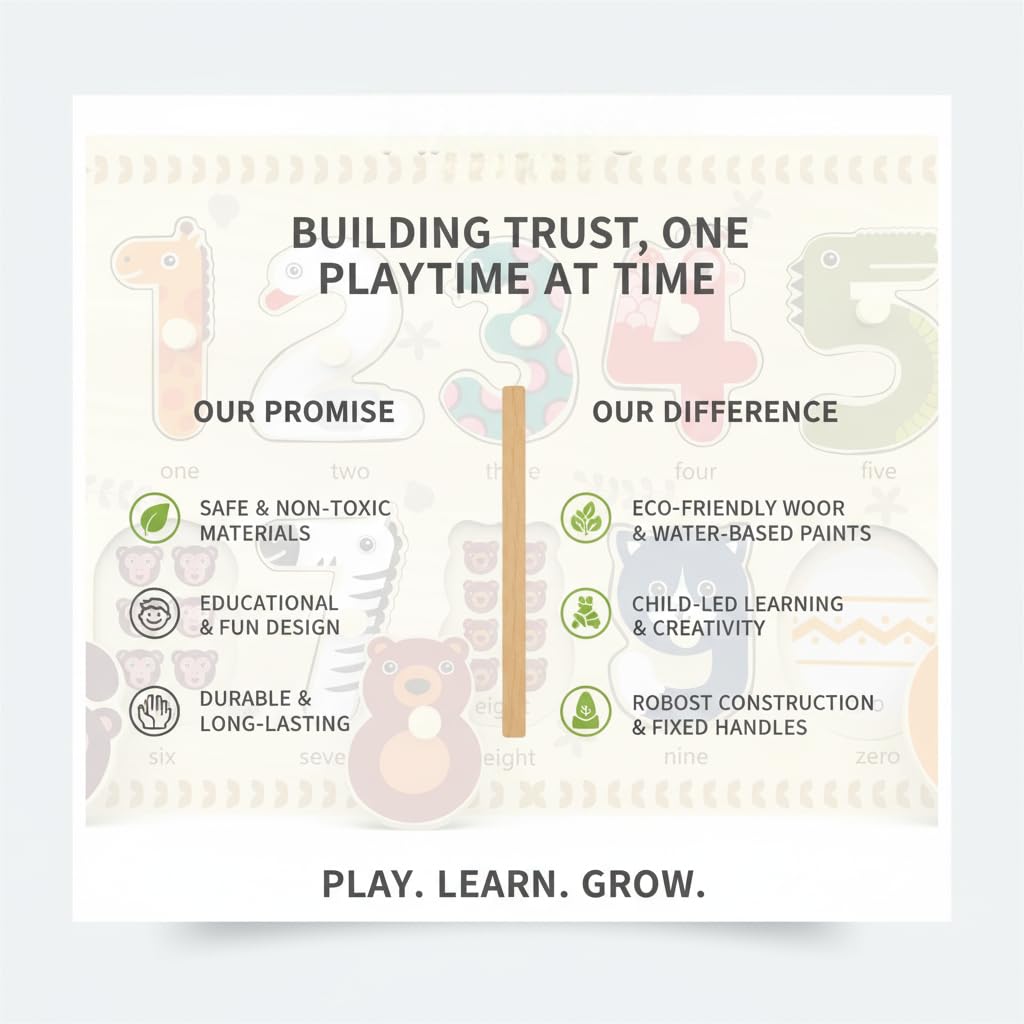 BUILDING TRUST, ONE
PLAYTIME AT TIME
OUR PROMISE
OUR DIFFERENCE
one
two
four
five
SAFE & NON-TOXIC
MATERIALS
ECO-FRIENDLY WOOR
& WATER-BASED PAINTS
EDUCATIONAL
& FUN DESIGN
CHILD-LED LEARNING
& CREATIVITY
DURABLE &
LONG-LASTING
ROBOST CONSTRUCTION
& FIXED HANDLES
six
seve
eight
nine
zero
PLAY. LEARN. GROW.